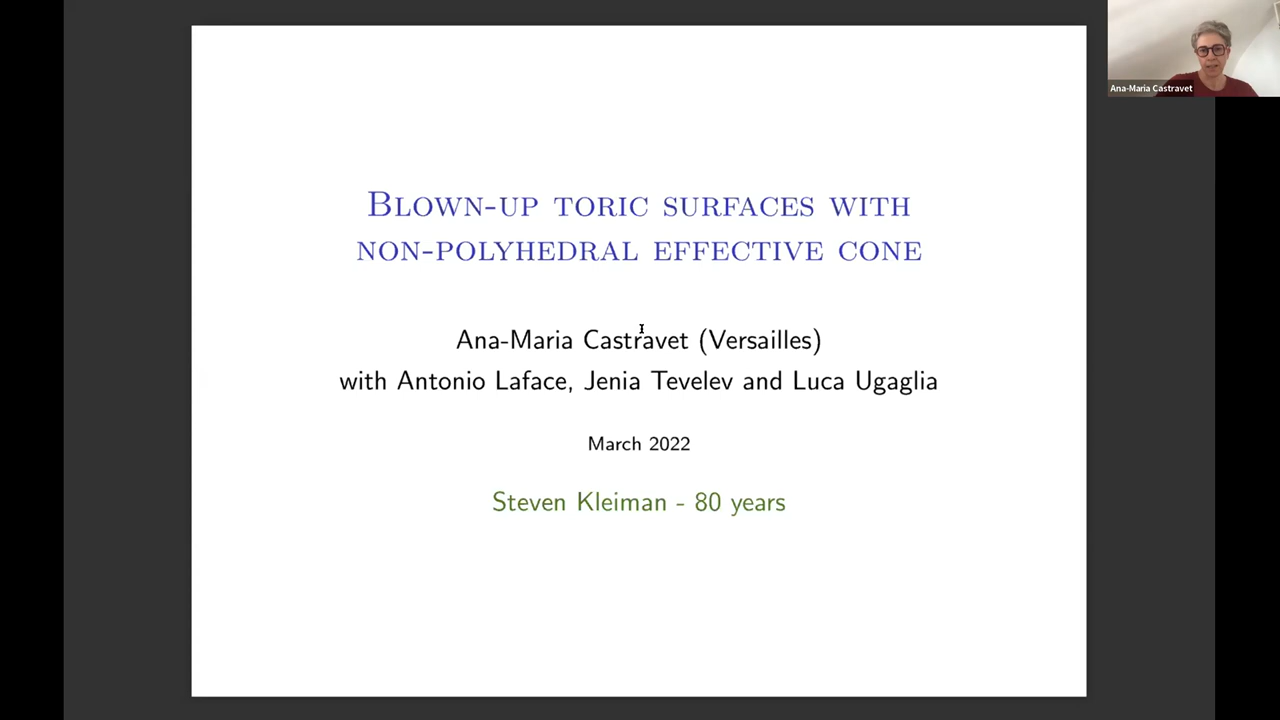 Ana-Maria Castravet
BLOWN-UP TORIC SURFACES WITH
NON-POLYHEDRAL EFFECTIVE CONE
Ana-Maria Castravet (Versailles)
with Antonio Laface, Jenia Tevelev and Luca Ugaglia
March 2022
Steven Kleiman - 80 years